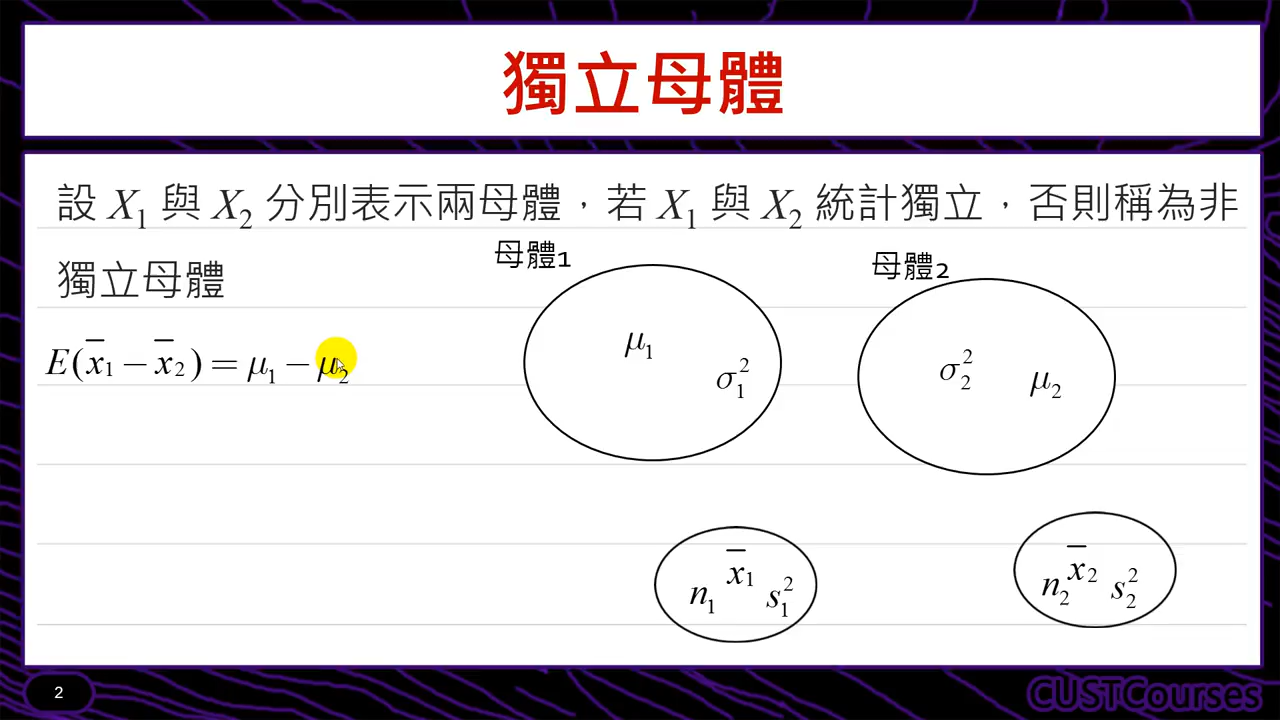 獨立母體
設 X₁ 與 X₂ 分別表示兩母體，若 X₁ 與 X₂ 統計獨立，否則稱為非
獨立母體
母體1
母體2
E(x̄₁ − x̄₂) = μ₁ − μ₂
μ₁
σ₁²
σ₂²
μ₂
n₁ x̄₁ s₁²
n₂ x̄₂ s₂²
2
CUSTCourses